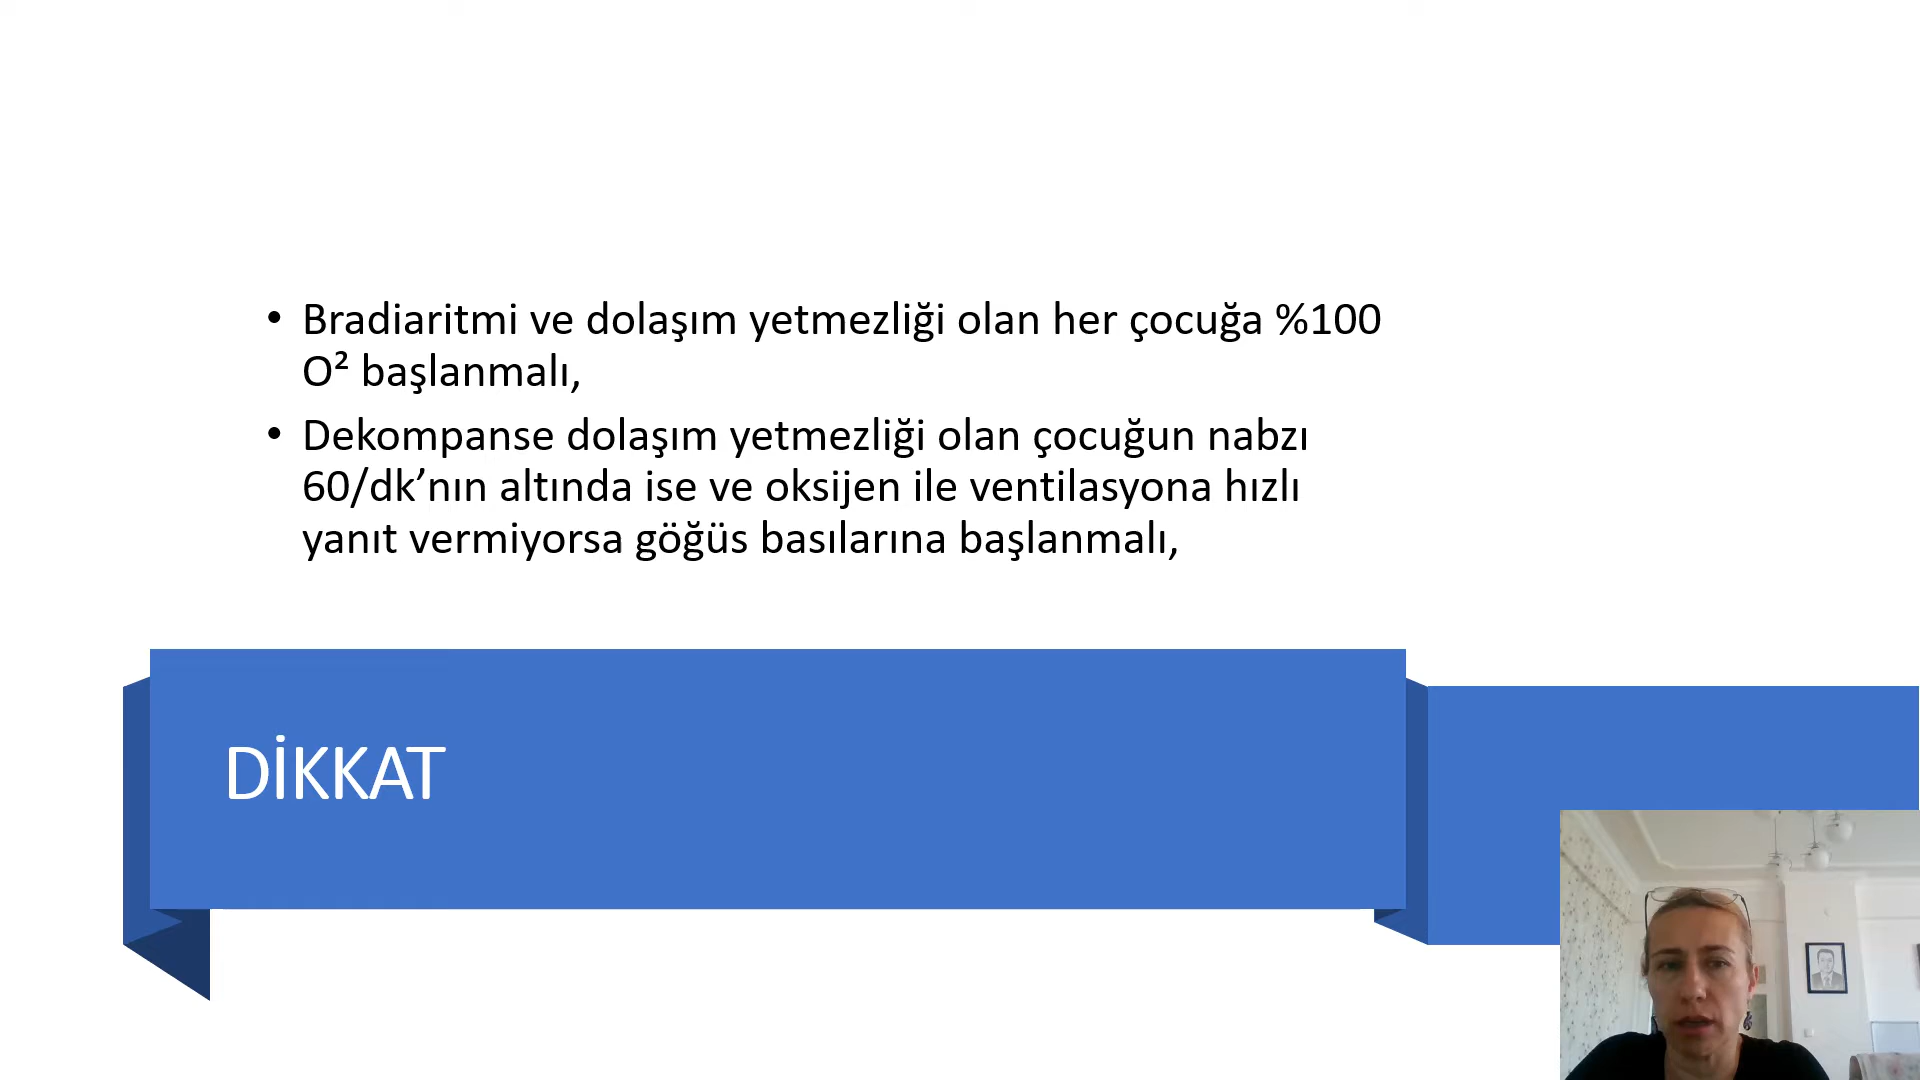 • Bradiaritmi ve dolaşım yetmezliği olan her çocuğa %100
O² başlanmalı,
• Dekompanse dolaşım yetmezliği olan çocuğun nabzı
60/dk’nın altında ise ve oksijen ile ventilasyona hızlı
yanıt vermiyorsa göğüs basılarına başlanmalı,
DİKKAT